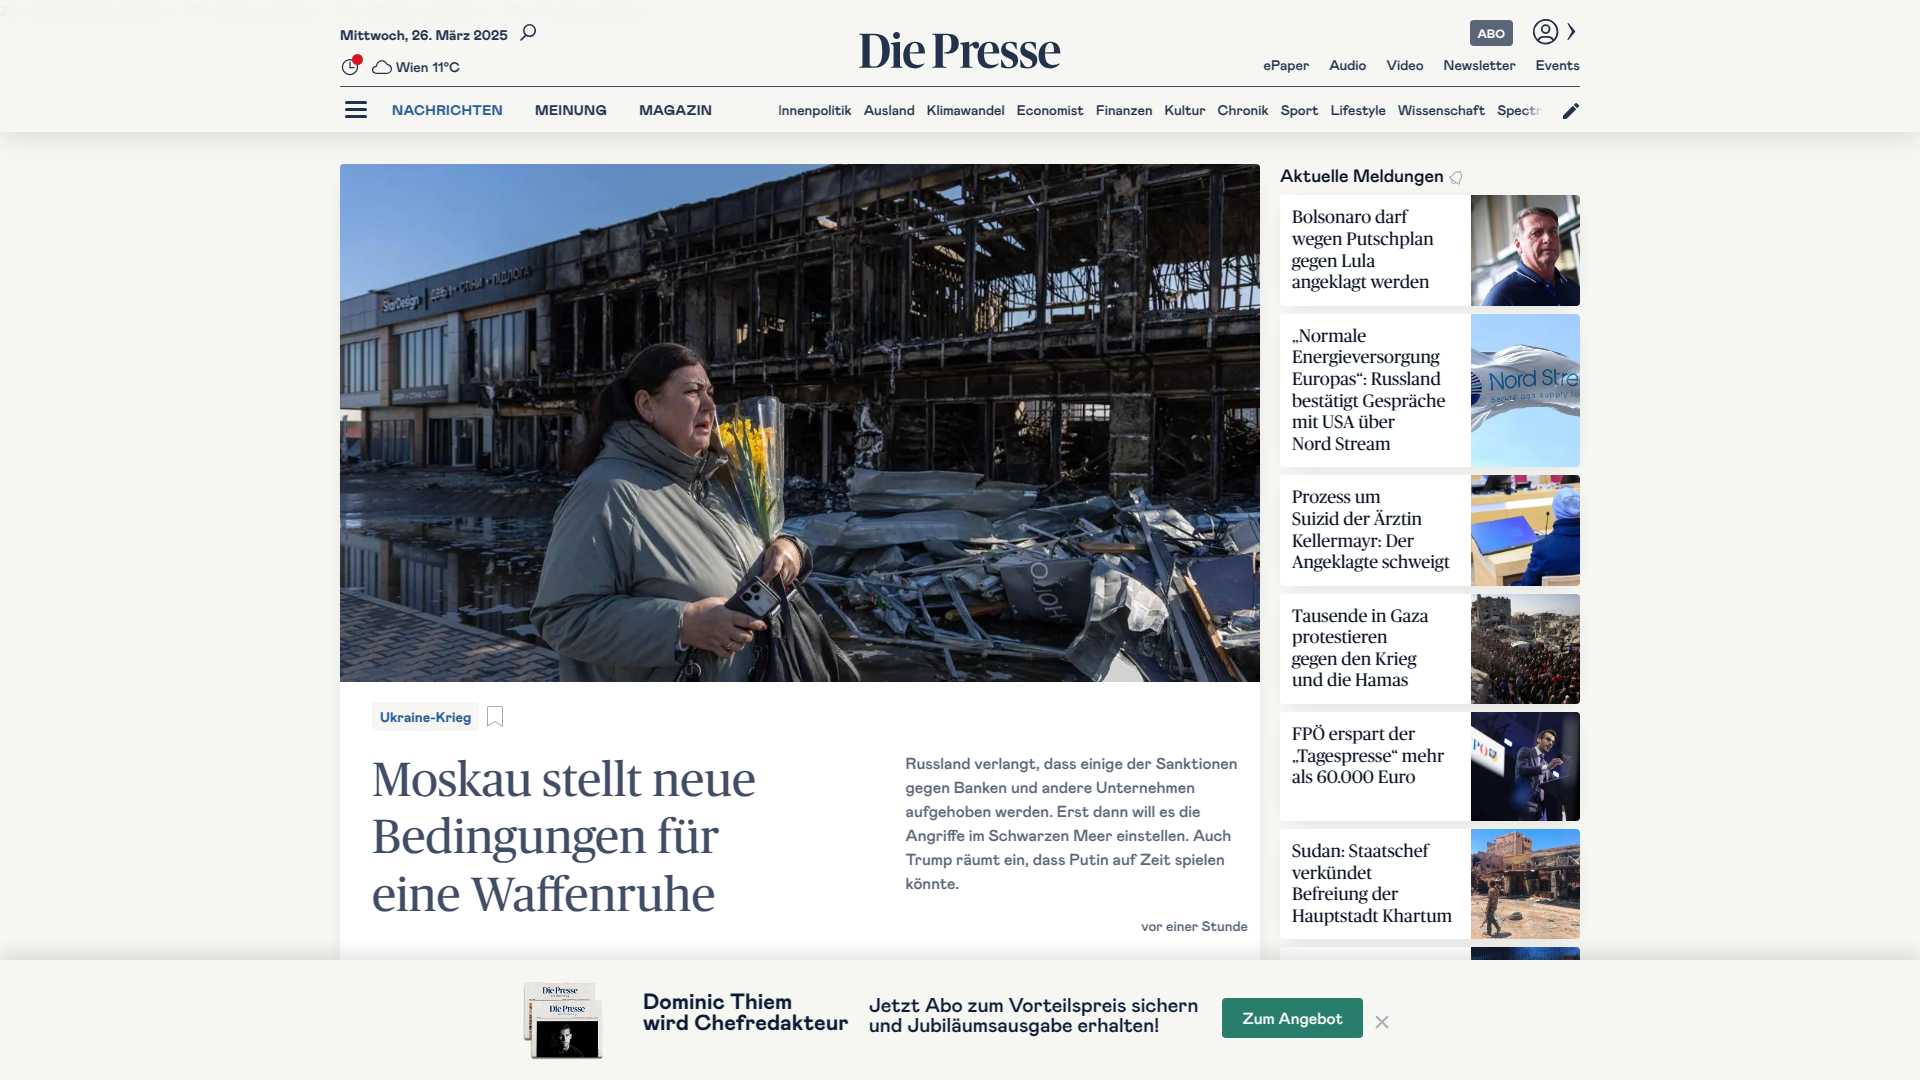 Mittwoch, 26. März 2025
Wien 11°C
Die Presse
ABO
ePaper Audio Video Newsletter Events
NACHRICHTEN MEINUNG MAGAZIN Innenpolitik Ausland Klimawandel Economist Finanzen Kultur Chronik Sport Lifestyle Wissenschaft Spectr
StarDesign
Aktuelle Meldungen
Bolsonaro darf
wegen Putschplan
gegen Lula
angeklagt werden
„Normale
Energieversorgung
Europas“: Russland
bestätigt Gespräche
mit USA über
Nord Stream
Nord Stre
Prozess um
Suizid der Ärztin
Kellermayr: Der
Angeklagte schweigt
Tausende in Gaza
protestieren
gegen den Krieg
und die Hamas
FPÖ erspart der
„Tagespresse“ mehr
als 60.000 Euro
Sudan: Staatschef
verkündet
Befreiung der
Hauptstadt Khartum
Ukraine-Krieg
Moskau stellt neue
Bedingungen für
eine Waffenruhe
Russland verlangt, dass einige der Sanktionen
gegen Banken und andere Unternehmen
aufgehoben werden. Erst dann will es die
Angriffe im Schwarzen Meer einstellen. Auch
Trump räumt ein, dass Putin auf Zeit spielen
könnte.
vor einer Stunde
Die Presse
Die Presse
Dominic Thiem
wird Chefredakteur
Jetzt Abo zum Vorteilspreis sichern
und Jubiläumsausgabe erhalten!
Zum Angebot